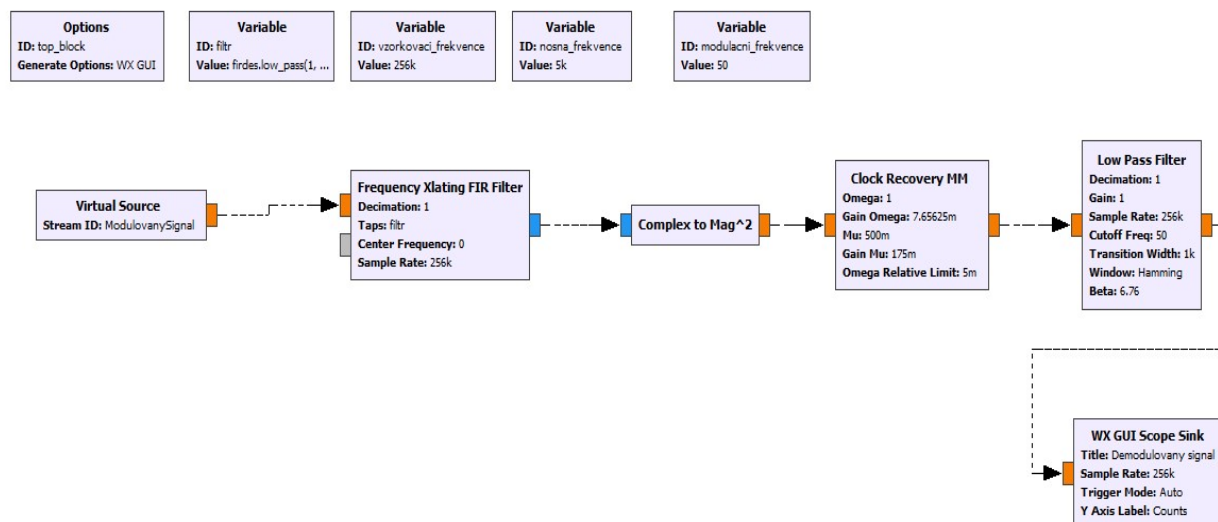 Options
ID: top_block
Generate Options: WX GUI
Variable
ID: filtr
Value: firdes.low_pass(1, ...
Variable
ID: vzorkovaci_frekvence
Value: 256k
Variable
ID: nosna_frekvence
Value: 5k
Variable
ID: modulacni_frekvence
Value: 50
Virtual Source
Stream ID: ModulovanySignal
Frequency Xlating FIR Filter
Decimation: 1
Taps: filtr
Center Frequency: 0
Sample Rate: 256k
Complex to Mag^2
Clock Recovery MM
Omega: 1
Gain Omega: 7.65625m
Mu: 500m
Gain Mu: 175m
Omega Relative Limit: 5m
Low Pass Filter
Decimation: 1
Gain: 1
Sample Rate: 256k
Cutoff Freq: 50
Transition Width: 1k
Window: Hamming
Beta: 6.76
WX GUI Scope Sink
Title: Demodulovany signal
Sample Rate: 256k
Trigger Mode: Auto
Y Axis Label: Counts